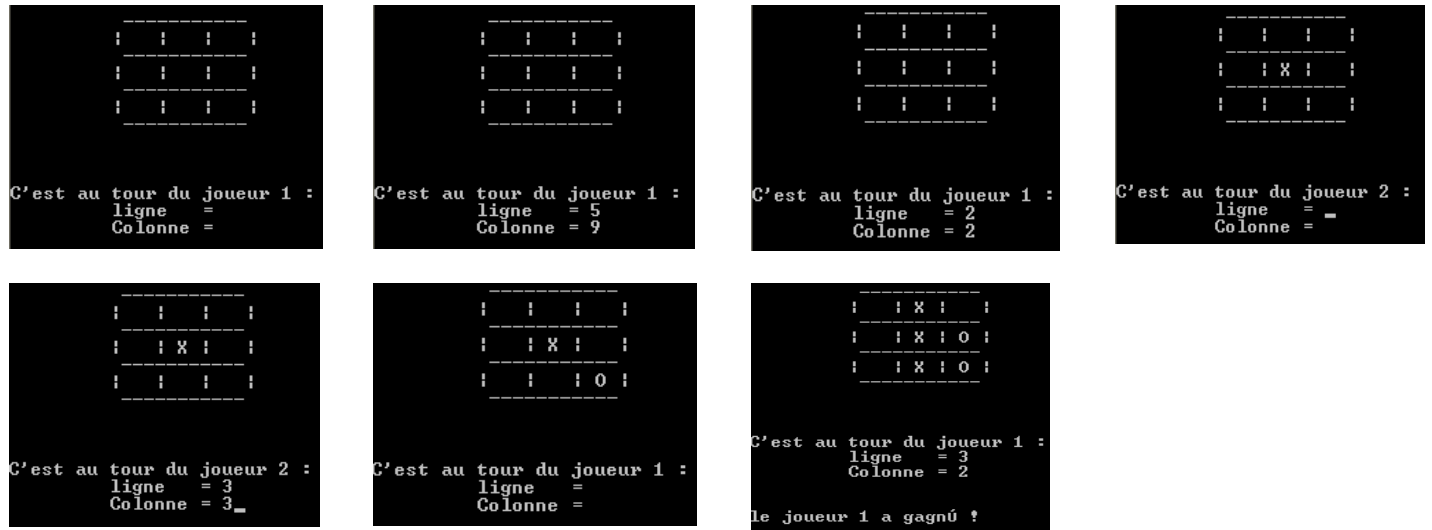 C'est au tour du joueur 1 :
ligne =
Colonne =
C'est au tour du joueur 1 :
ligne = 5
Colonne = 9
C'est au tour du joueur 1 :
ligne = 2
Colonne = 2
X
C'est au tour du joueur 2 :
ligne = _
Colonne =
X
C'est au tour du joueur 2 :
ligne = 3
Colonne = 3_
X
O
C'est au tour du joueur 1 :
ligne =
Colonne =
X
X O
X O
C'est au tour du joueur 1 :
ligne = 3
Colonne = 2
le joueur 1 a gagnÚ !